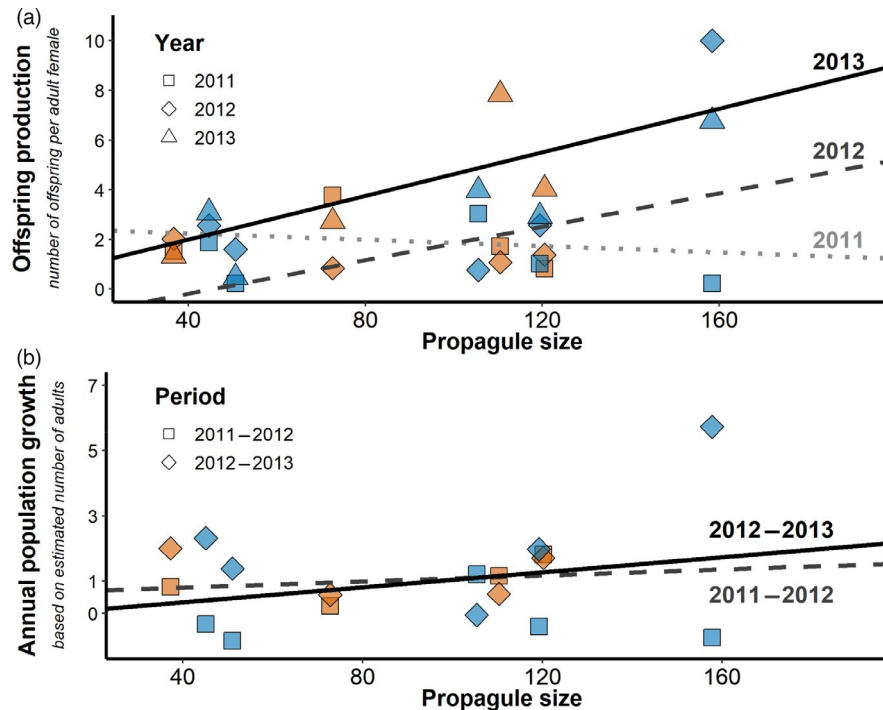 (a)
Offspring production
number of offspring per adult female
10
8
6
4
2
0
Year
2011
2012
2013
2013
2012
2011
40
80
120
160
Propagule size
(b)
Annual population growth
based on estimated number of adults
7
5
3
1
0
Period
2011–2012
2012–2013
2012–2013
2011–2012
40
80
120
160
Propagule size